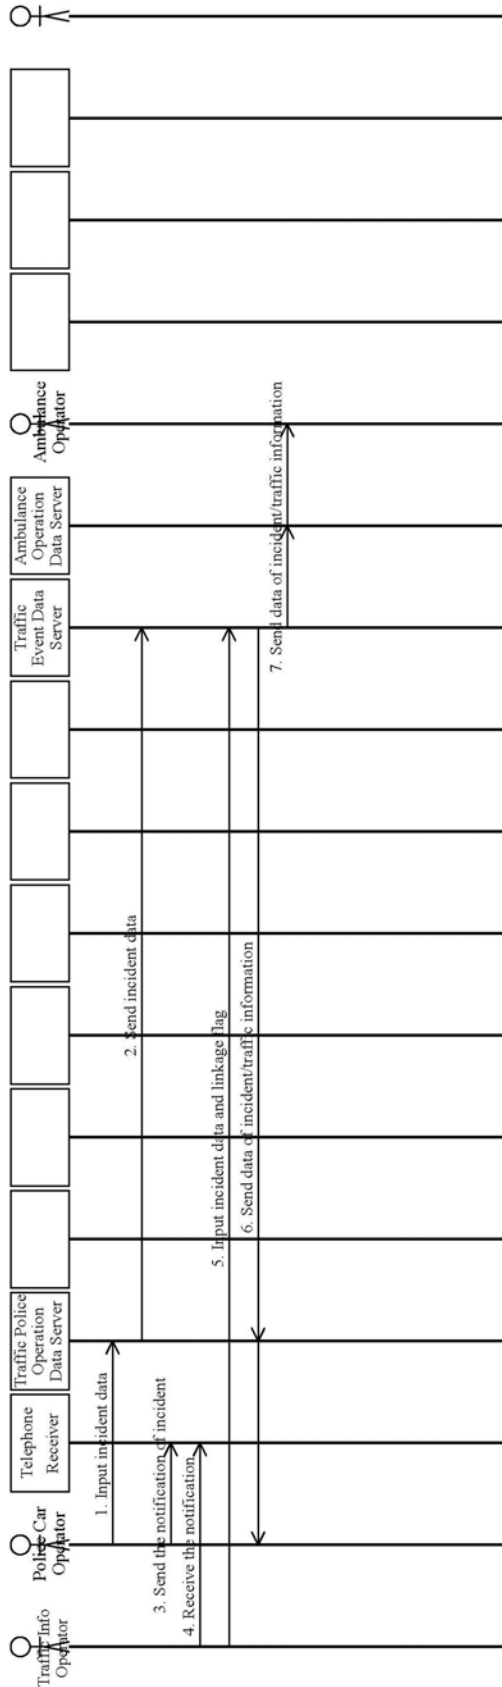 Traffic Info
Operator
Police Car
Operator
Telephone
Receiver
Traffic Police
Operation
Data Server
Traffic
Event Data
Server
Ambulance
Operation
Data Server
Ambulance
Operator
1. Input incident data
2. Send incident data
3. Send the notification of incident
4. Receive the notification
5. Input incident data and linkage flag
6. Send data of incident/traffic information
7. Send data of incident/traffic information